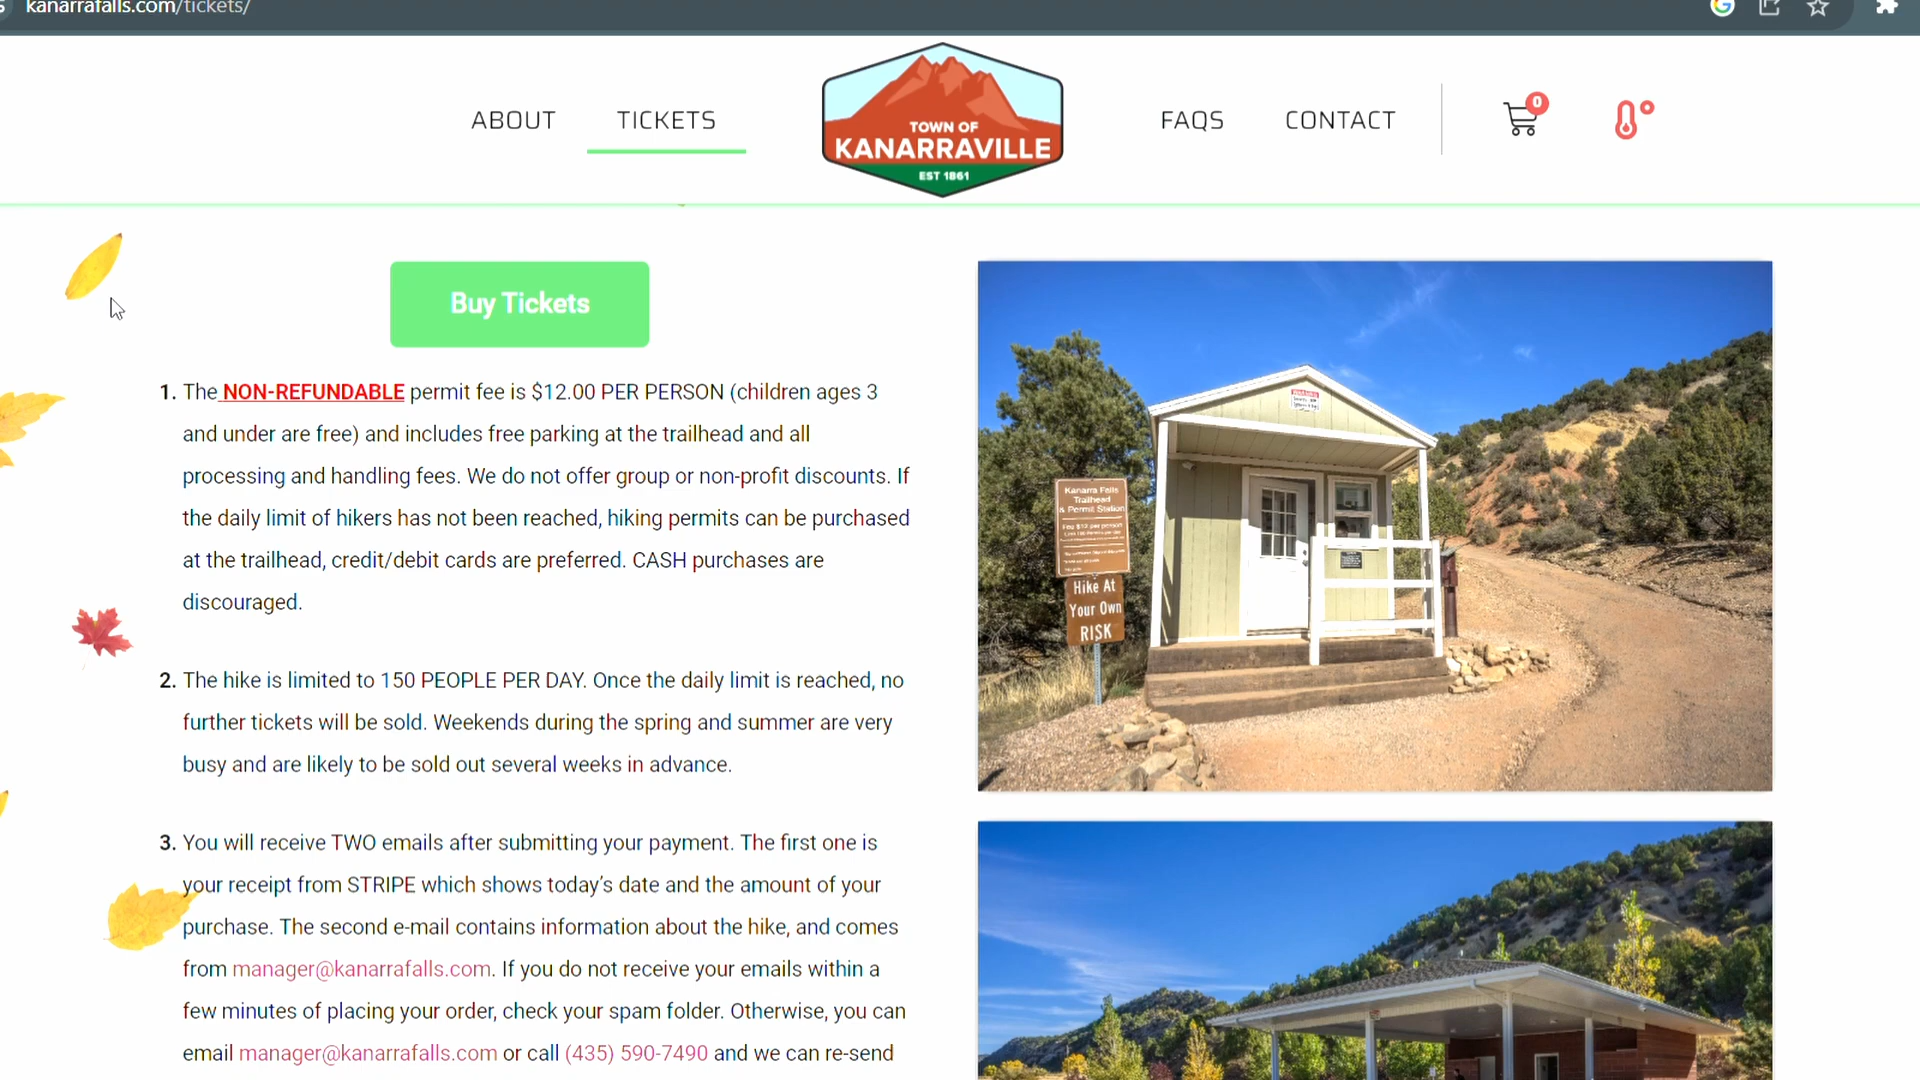 kanarrafalls.com/tickets/
ABOUT
TICKETS
TOWN OF
KANARRAVILLE
EST 1861
FAQS
CONTACT
0
Buy Tickets
1. The NON-REFUNDABLE permit fee is $12.00 PER PERSON (children ages 3
and under are free) and includes free parking at the trailhead and all
processing and handling fees. We do not offer group or non-profit discounts. If
the daily limit of hikers has not been reached, hiking permits can be purchased
at the trailhead, credit/debit cards are preferred. CASH purchases are
discouraged.
2. The hike is limited to 150 PEOPLE PER DAY. Once the daily limit is reached, no
further tickets will be sold. Weekends during the spring and summer are very
busy and are likely to be sold out several weeks in advance.
3. You will receive TWO emails after submitting your payment. The first one is
your receipt from STRIPE which shows today's date and the amount of your
purchase. The second e-mail contains information about the hike, and comes
from manager@kanarrafalls.com. If you do not receive your emails within a
few minutes of placing your order, check your spam folder. Otherwise, you can
email manager@kanarrafalls.com or call (435) 590-7490 and we can re-send
Kanarra Falls
Trailhead
& Permit Station
Hike At
Your Own
RISK